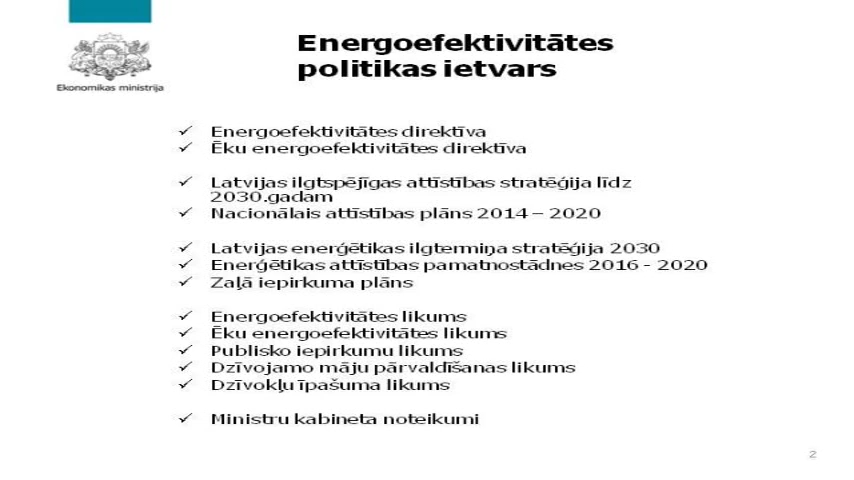 Energoefektivitātes
politikas ietvars
Ekonomikas ministrija
✓ Energoefektivitātes direktīva
✓ Ēku energoefektivitātes direktīva
✓ Latvijas ilgtspējīgas attīstības stratēģija līdz
2030.gadam
✓ Nacionālais attīstības plāns 2014 – 2020
✓ Latvijas enerģētikas ilgtermiņa stratēģija 2030
✓ Enerģētikas attīstības pamatnostādnes 2016 - 2020
✓ Zaļā iepirkuma plāns
✓ Energoefektivitātes likums
✓ Ēku energoefektivitātes likums
✓ Publisko iepirkumu likums
✓ Dzīvojamo māju pārvaldīšanas likums
✓ Dzīvokļu īpašuma likums
✓ Ministru kabineta noteikumi
2